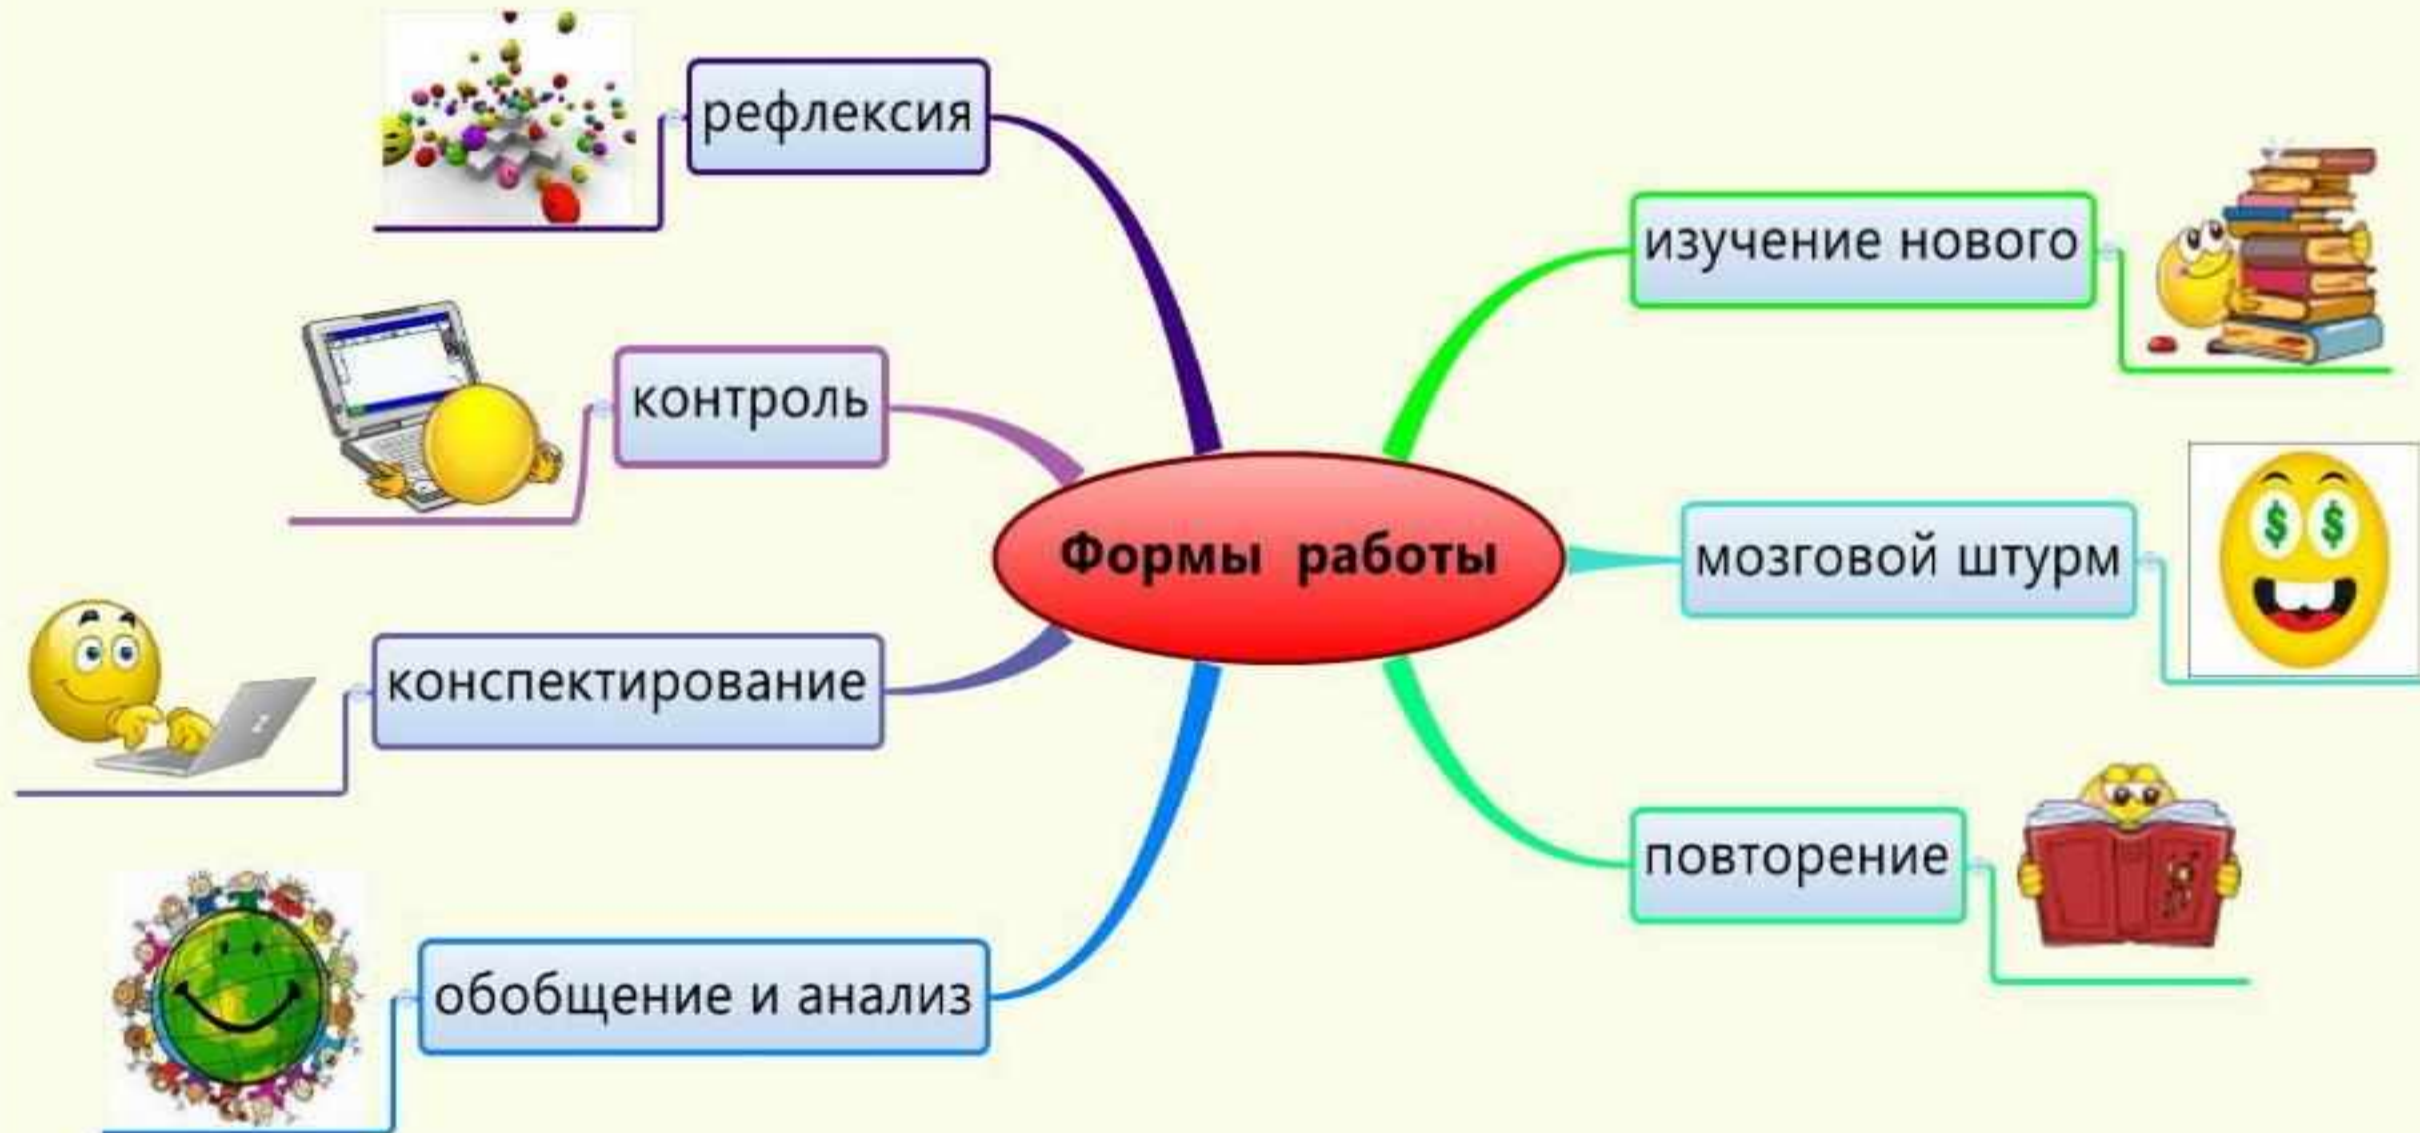 рефлексия
изучение нового
контроль
Формы работы
мозговой штурм
конспектирование
повторение
обобщение и анализ
$ $